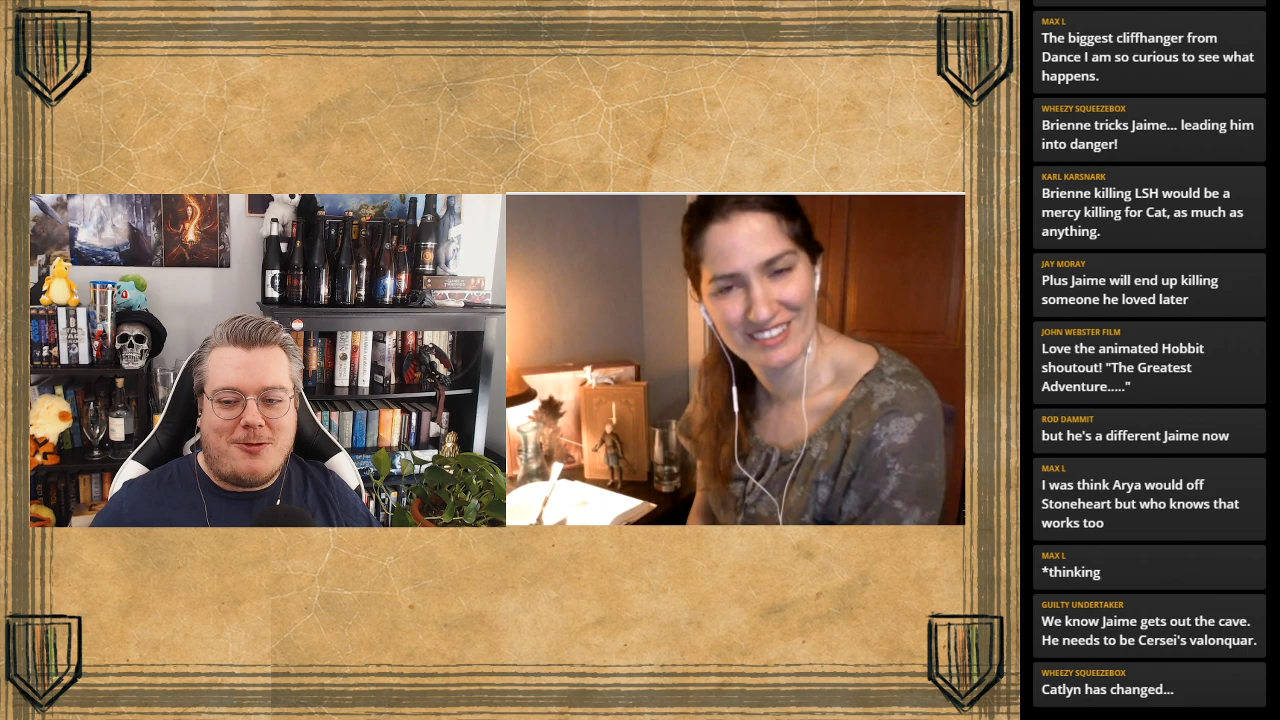 MAX L
The biggest cliffhanger from
Dance I am so curious to see what
happens.
WHEEZY SQUEEZEBOX
Brienne tricks Jaime... leading him
into danger!
KARL KARSNARK
Brienne killing LSH would be a
mercy killing for Cat, as much as
anything.
JAY MORAY
Plus Jaime will end up killing
someone he loved later
JOHN WEBSTER FILM
Love the animated Hobbit
shoutout! "The Greatest
Adventure....."
ROD DAMMIT
but he's a different Jaime now
MAX L
I was think Arya would off
Stoneheart but who knows that
works too
MAX L
*thinking
GUILTY UNDERTAKER
We know Jaime gets out the cave.
He needs to be Cersei's valonquar.
WHEEZY SQUEEZEBOX
Catlyn has changed...